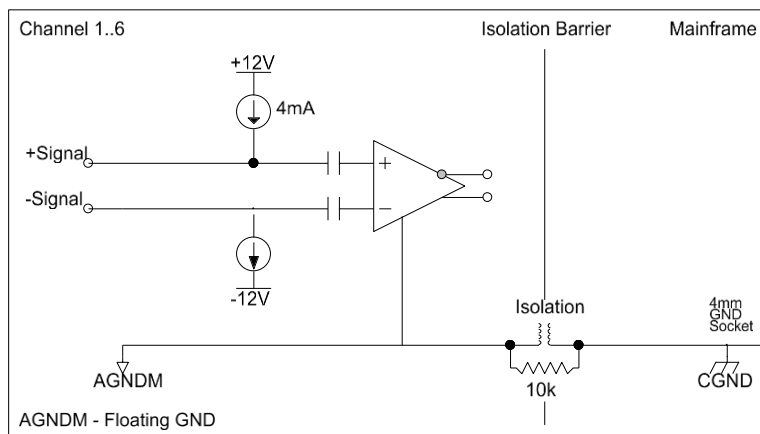 Channel 1..6
Isolation Barrier
Mainframe
+12V
4mA
+Signal
+
-Signal
−
-12V
Isolation
4mm
GND
Socket
AGNDM
10k
CGND
AGNDM - Floating GND